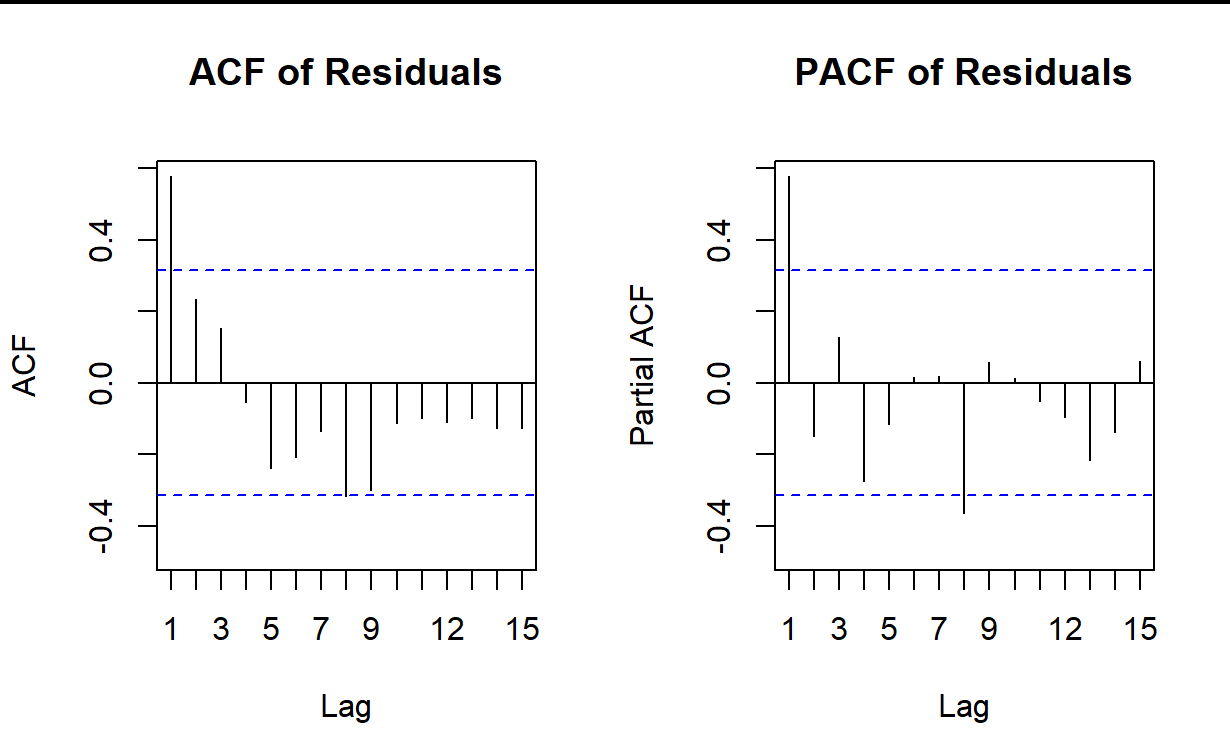 ACF of Residuals
ACF
0.4
0.0
-0.4
1 3 5 7 9 12 15
Lag
PACF of Residuals
Partial ACF
0.4
0.0
-0.4
1 3 5 7 9 12 15
Lag